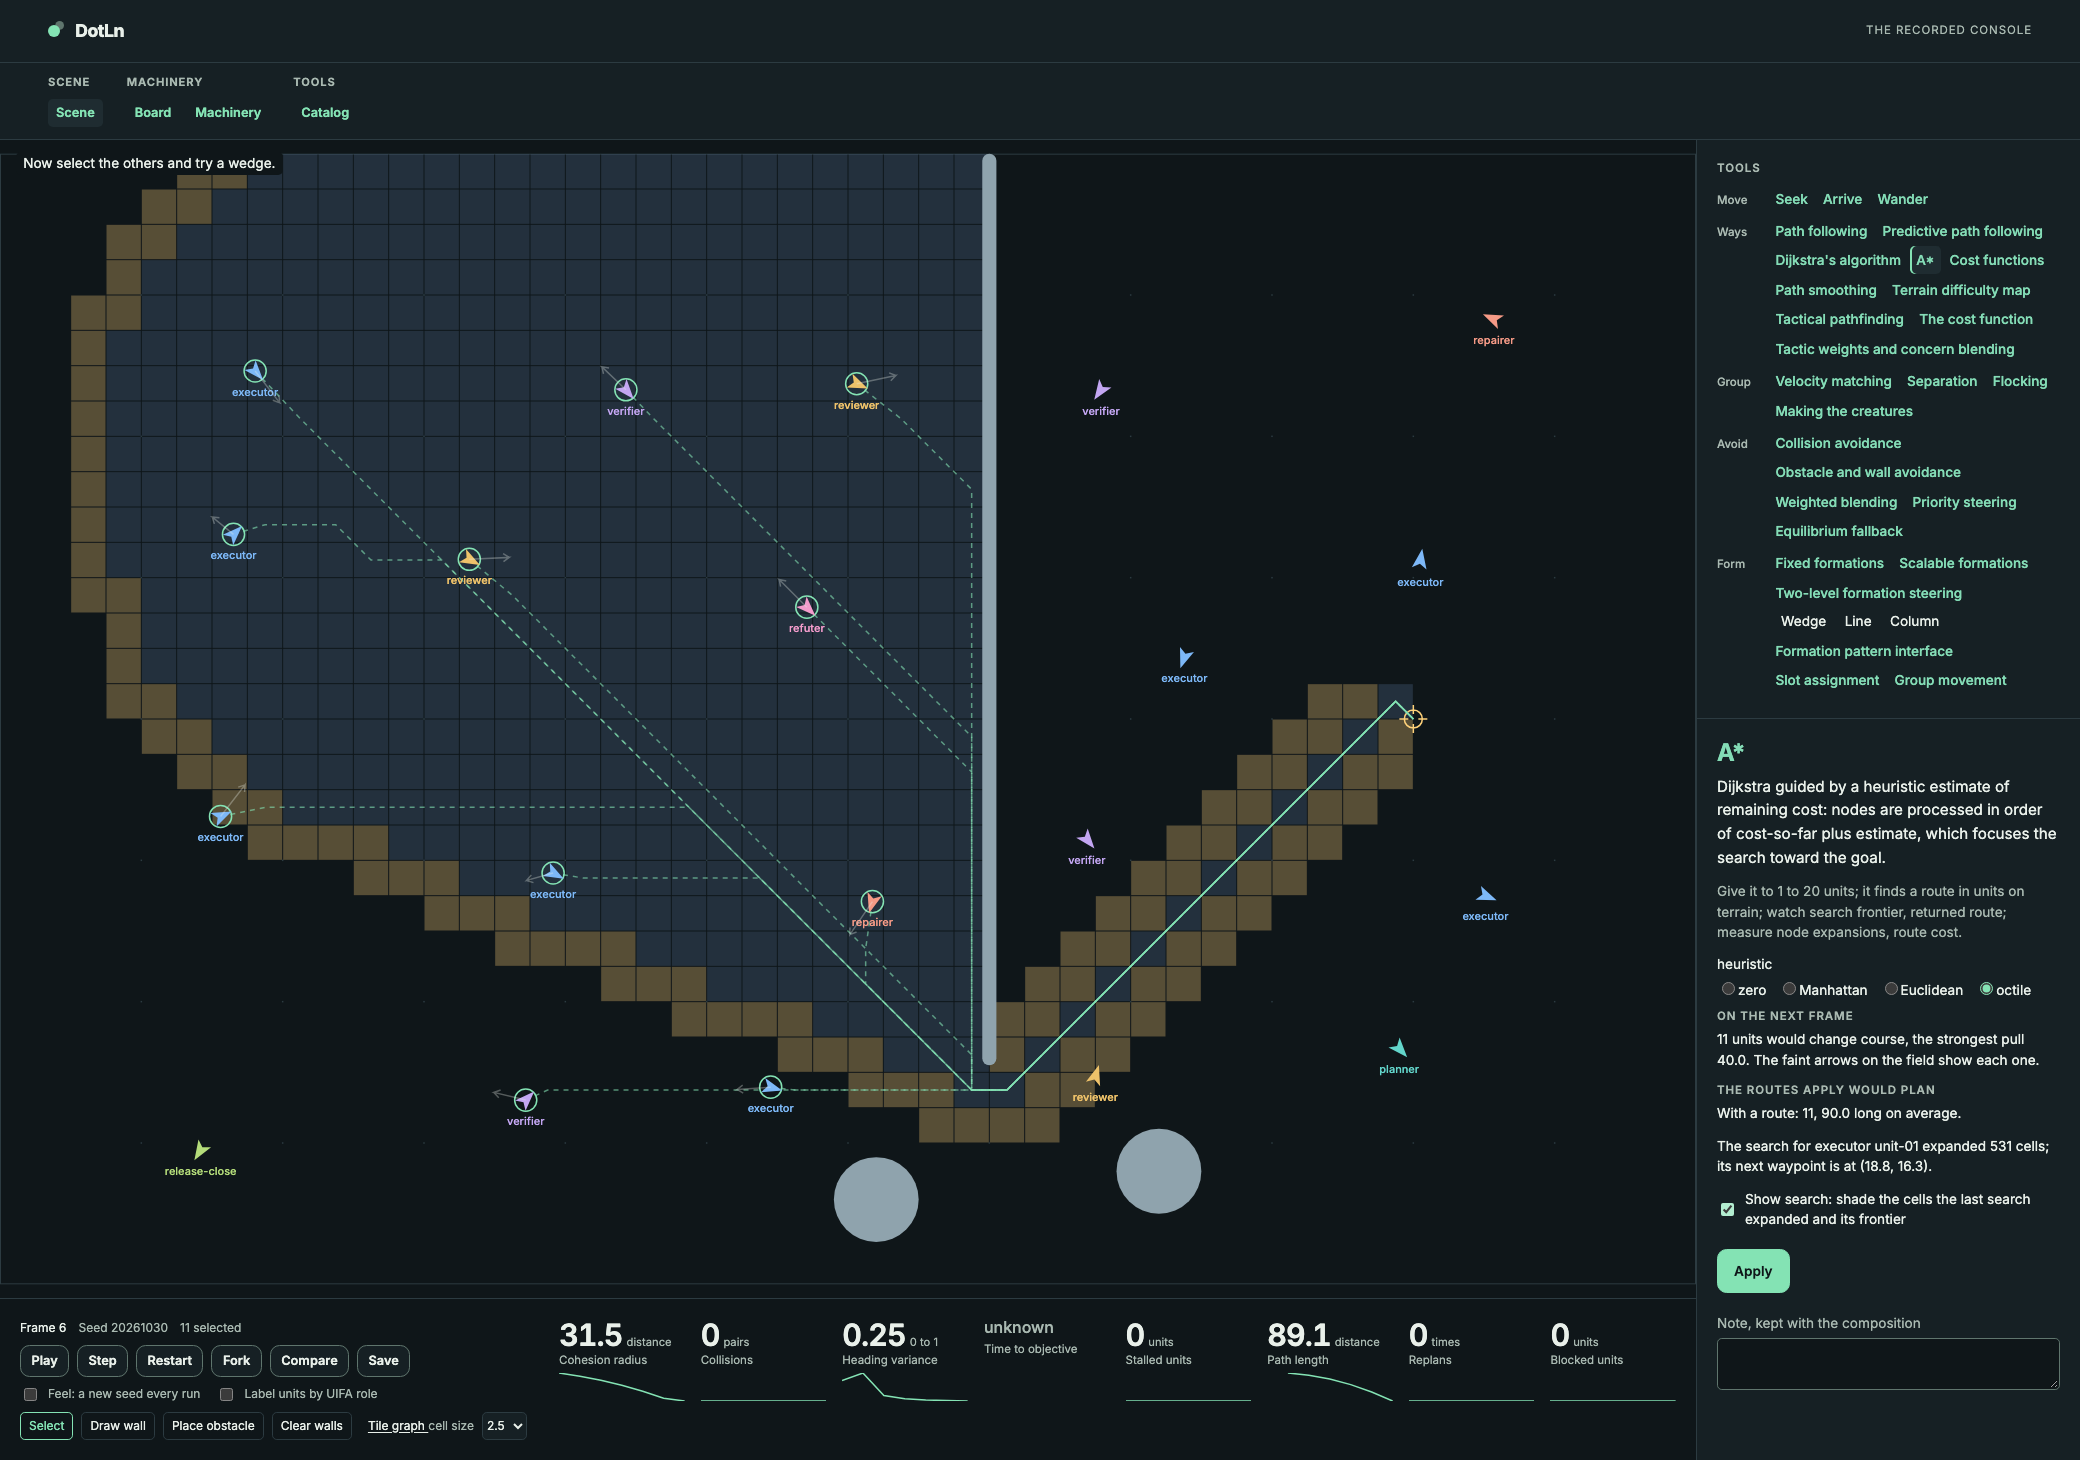 DotLn
THE RECORDED CONSOLE
SCENE
MACHINERY
TOOLS
Scene
Board
Machinery
Catalog
Now select the others and try a wedge.
executor
verifier
reviewer
verifier
repairer
executor
reviewer
refuter
executor
executor
executor
executor
repairer
verifier
executor
verifier
executor
reviewer
planner
release-close
TOOLS
Move Seek Arrive Wander
Ways Path following Predictive path following
Dijkstra's algorithm A* Cost functions
Path smoothing Terrain difficulty map
Tactical pathfinding The cost function
Tactic weights and concern blending
Group Velocity matching Separation Flocking
Making the creatures
Avoid Collision avoidance
Obstacle and wall avoidance
Weighted blending Priority steering
Equilibrium fallback
Form Fixed formations Scalable formations
Two-level formation steering
Wedge Line Column
Formation pattern interface
Slot assignment Group movement
A*
Dijkstra guided by a heuristic estimate of
remaining cost: nodes are processed in order
of cost-so-far plus estimate, which focuses the
search toward the goal.
Give it to 1 to 20 units; it finds a route in units on
terrain; watch search frontier, returned route;
measure node expansions, route cost.
heuristic
zero Manhattan Euclidean octile
ON THE NEXT FRAME
11 units would change course, the strongest pull
40.0. The faint arrows on the field show each one.
THE ROUTES APPLY WOULD PLAN
With a route: 11, 90.0 long on average.
The search for executor unit-01 expanded 531 cells;
its next waypoint is at (18.8, 16.3).
Show search: shade the cells the last search
expanded and its frontier
Apply
Note, kept with the composition
Frame 6 Seed 20261030 11 selected
Play Step Restart Fork Compare Save
Feel: a new seed every run Label units by UIFA role
Select Draw wall Place obstacle Clear walls Tile graph cell size 2.5
31.5 distance
Cohesion radius
0 pairs
Collisions
0.25 0 to 1
Heading variance
unknown
Time to objective
0 units
Stalled units
89.1 distance
Path length
0 times
Replans
0 units
Blocked units